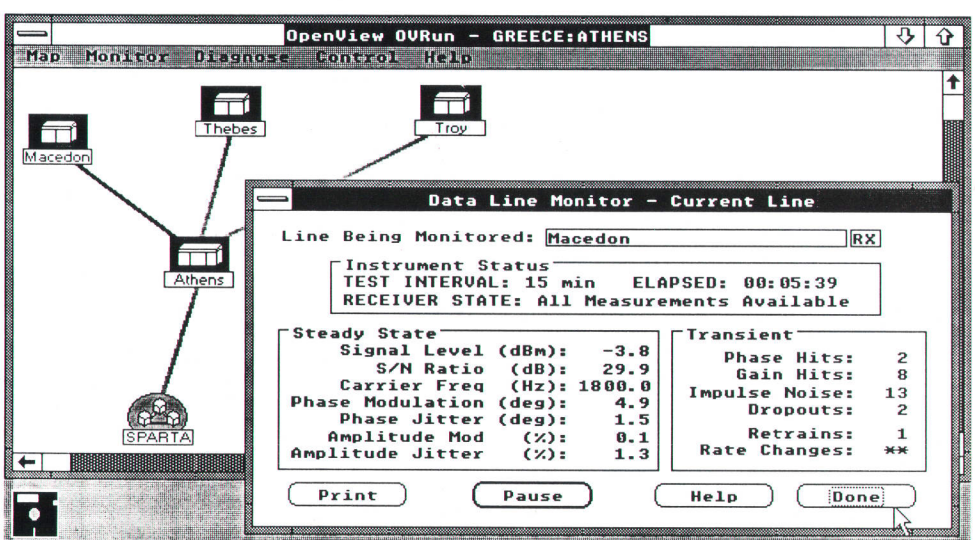 OpenView OVRun - GREECE:ATHENS
Map Monitor Diagnose Control Help
Thebes
Troy
Macedon
Athens
SPARTA
Data Line Monitor - Current Line
Line Being Monitored: Macedon RX
Instrument Status
TEST INTERVAL: 15 min ELAPSED: 00:05:39
RECEIVER STATE: All Measurements Available
Steady State
Signal Level (dBm): -3.8
S/N Ratio (dB): 29.9
Carrier Freq (Hz): 1800.0
Phase Modulation (deg): 4.9
Phase Jitter (deg): 1.5
Amplitude Mod (%): 0.1
Amplitude Jitter (%): 1.3
Transient
Phase Hits: 2
Gain Hits: 8
Impulse Noise: 13
Dropouts: 2
Retrains: 1
Rate Changes: **
Print Pause Help Done